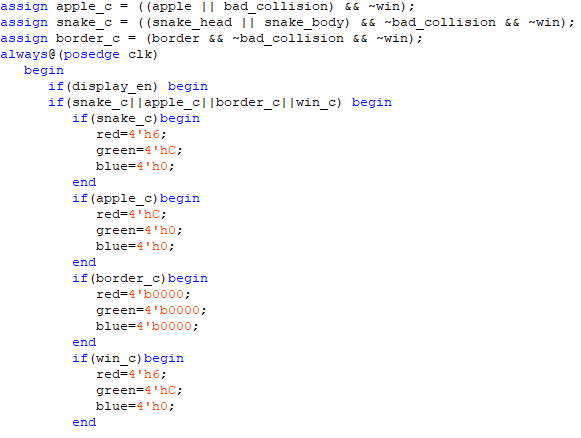 assign apple_c = ((apple || bad_collision) && ~win);
assign snake_c = ((snake_head || snake_body) && ~bad_collision && ~win);
assign border_c = (border && ~bad_collision && ~win);
always@(posedge clk)
begin
if(display_en) begin
if(snake_c||apple_c||border_c||win_c) begin
if(snake_c)begin
red=4'h6;
green=4'hC;
blue=4'h0;
end
if(apple_c)begin
red=4'hC;
green=4'h0;
blue=4'h0;
end
if(border_c)begin
red=4'b0000;
green=4'b0000;
blue=4'b0000;
end
if(win_c)begin
red=4'h6;
green=4'hC;
blue=4'h0;
end